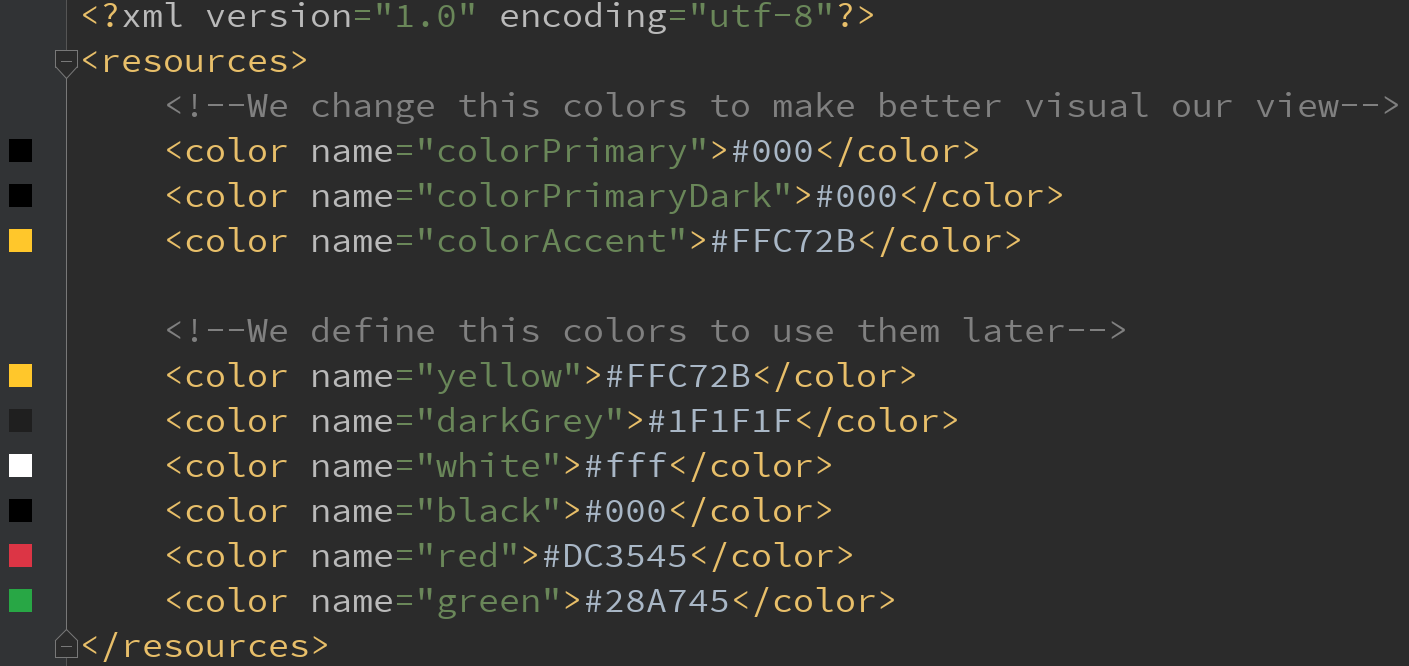 <?xml version="1.0" encoding="utf-8"?>
<resources>
    <!--We change this colors to make better visual our view-->
    <color name="colorPrimary">#000</color>
    <color name="colorPrimaryDark">#000</color>
    <color name="colorAccent">#FFC72B</color>

    <!--We define this colors to use them later-->
    <color name="yellow">#FFC72B</color>
    <color name="darkGrey">#1F1F1F</color>
    <color name="white">#fff</color>
    <color name="black">#000</color>
    <color name="red">#DC3545</color>
    <color name="green">#28A745</color>
</resources>